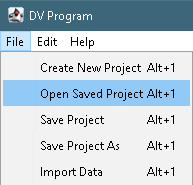 DV Program
File Edit Help
Create New Project Alt+1
Open Saved Project Alt+1
Save Project Alt+1
Save Project As Alt+1
Import Data Alt+1